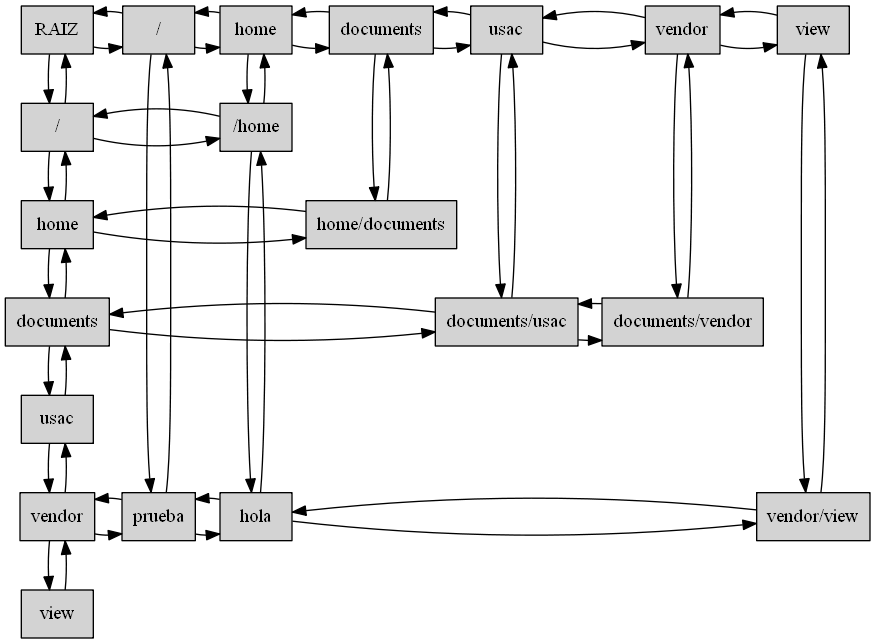 RAIZ
/
home
documents
usac
vendor
view
/
/home
home
home/documents
documents
documents/usac
documents/vendor
usac
vendor
prueba
hola
vendor/view
view